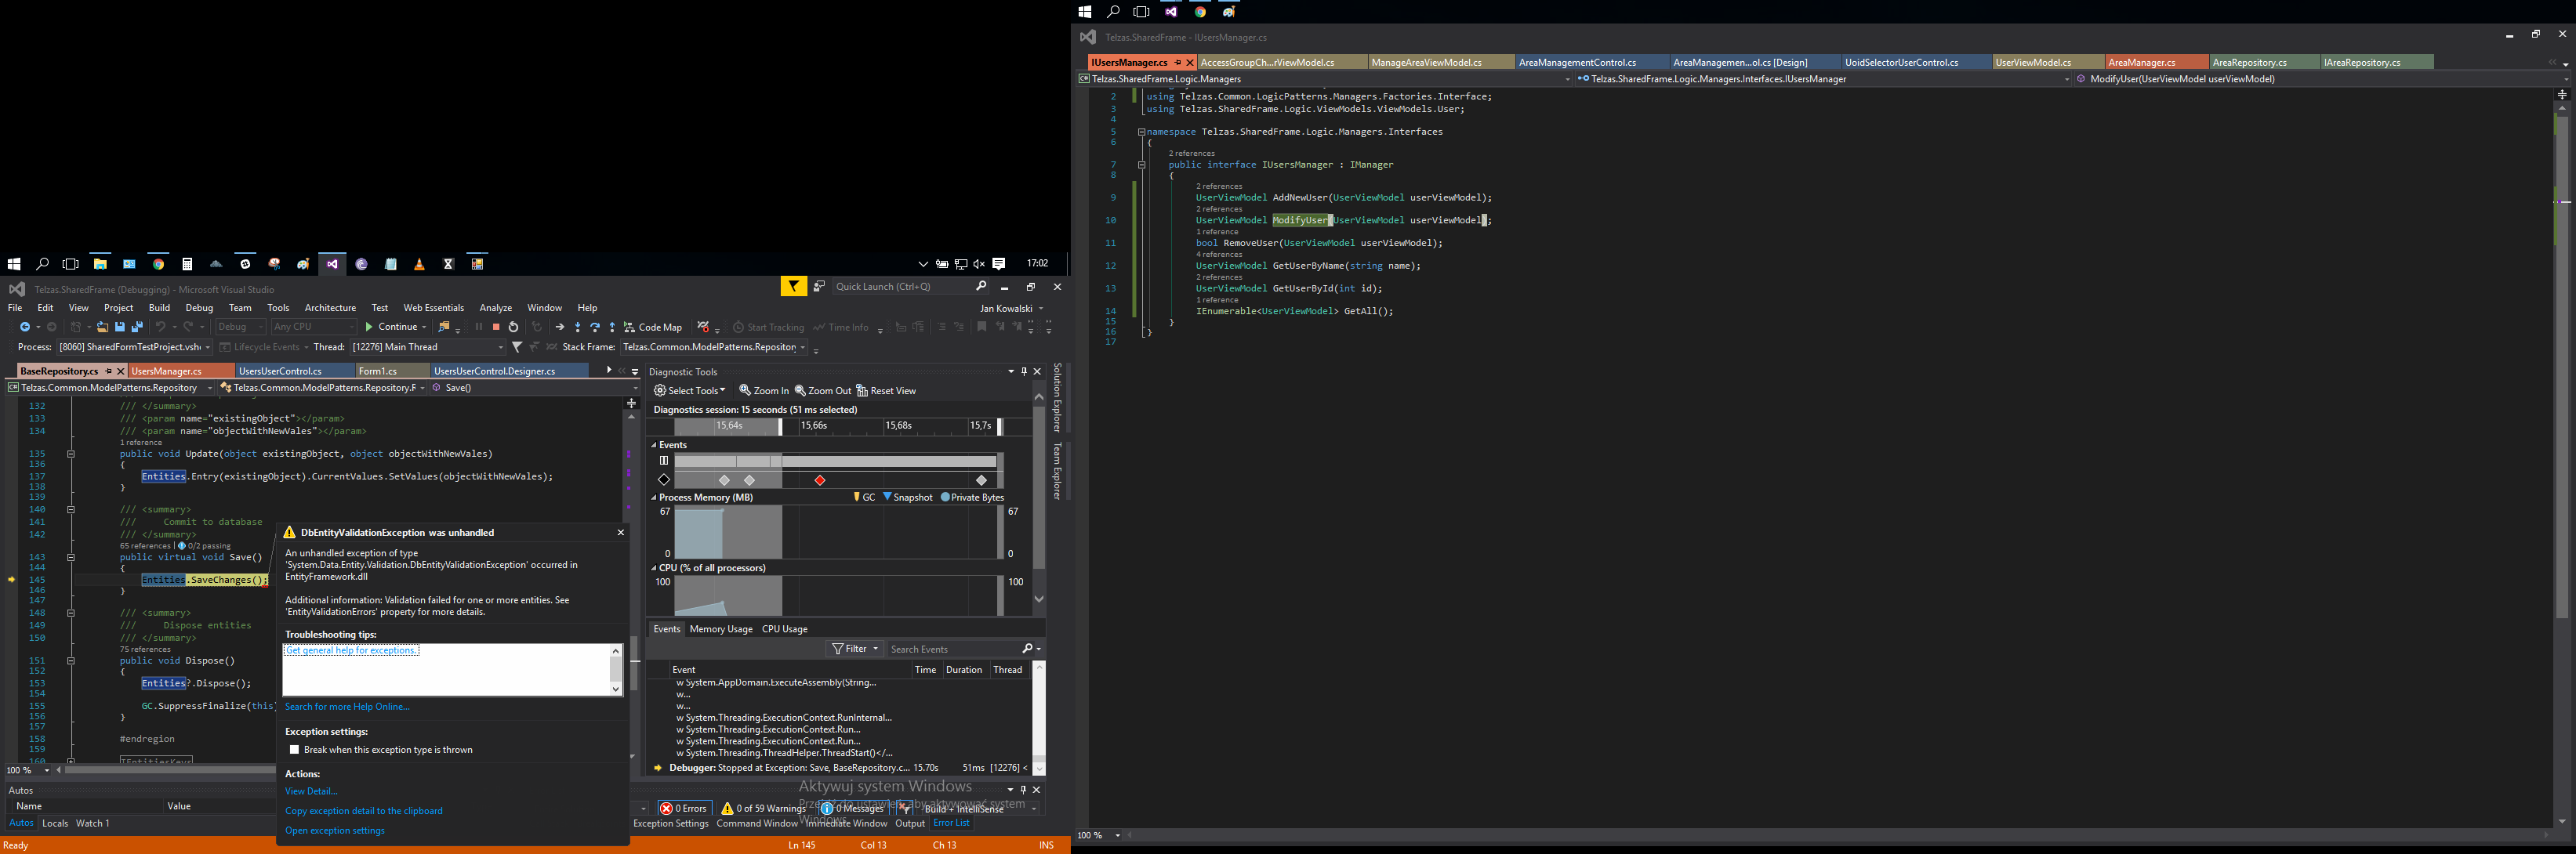 17:02
Telzas.SharedFrame (Debugging) - Microsoft Visual Studio
Quick Launch (Ctrl+Q)
File Edit View Project Build Debug Team Tools Architecture Test Web Essentials Analyze Window Help
Jan Kowalski
Debug Any CPU Continue Code Map Start Tracking Time Info
Process: [8060] SharedFormTestProject.vsh Lifecycle Events Thread: [12276] Main Thread Stack Frame: Telzas.Common.ModelPatterns.Repository
BaseRepository.cs UsersManager.cs UsersUserControl.cs Form1.cs UsersUserControl.Designer.cs
Telzas.Common.ModelPatterns.Repository Telzas.Common.ModelPatterns.Repository.F Save()
132 /// </summary>
133 /// <param name="existingObject"></param>
134 /// <param name="objectWithNewVales"></param>
1 reference
135 public void Update(object existingObject, object objectWithNewVales)
136 {
137 Entities.Entry(existingObject).CurrentValues.SetValues(objectWithNewVales);
138 }
139
140 /// <summary>
141 /// Commit to database
142 /// </summary>
65 references | 0/2 passing
143 public virtual void Save()
144 {
145 Entities.SaveChanges();
146 }
147
148 /// <summary>
149 /// Dispose entities
150 /// </summary>
75 references
151 public void Dispose()
152 {
153 Entities?.Dispose();
154
155 GC.SuppressFinalize(this
156 }
157
158 #endregion
159
160 IEntitiesKeys
100 %
DbEntityValidationException was unhandled
An unhandled exception of type
'System.Data.Entity.Validation.DbEntityValidationException' occurred in
EntityFramework.dll
Additional information: Validation failed for one or more entities. See
'EntityValidationErrors' property for more details.
Troubleshooting tips:
Get general help for exceptions.
Search for more Help Online...
Exception settings:
Break when this exception type is thrown
Actions:
View Detail...
Copy exception detail to the clipboard
Open exception settings
Autos
Name Value
Autos Locals Watch 1
Diagnostic Tools
Select Tools Zoom In Zoom Out Reset View
Diagnostics session: 15 seconds (51 ms selected)
15,64s 15,66s 15,68s 15,7s
Events
Process Memory (MB) GC Snapshot Private Bytes
67 67
0 0
CPU (% of all processors)
100 100
Events Memory Usage CPU Usage
Filter Search Events
Event Time Duration Thread
w System.AppDomain.ExecuteAssembly(String...
w...
w...
w System.Threading.ExecutionContext.RunInternal...
w System.Threading.ExecutionContext.Run...
w System.Threading.ExecutionContext.Run...
w System.Threading.ThreadHelper.ThreadStart()</...
Debugger: Stopped at Exception: Save, BaseRepository.c... 15.70s 51ms [12276] <
Solution Explorer
Team Explorer
Aktywuj system Windows
Przejdź do ustawień, aby aktywować system
Windows.
0 Errors 0 of 59 Warnings 0 Messages Build + IntelliSense
Exception Settings Command Window Immediate Window Output Error List
Ready Ln 145 Col 13 Ch 13 INS
Telzas.SharedFrame - IUsersManager.cs
IUsersManager.cs AccessGroupCh...rViewModel.cs ManageAreaViewModel.cs AreaManagementControl.cs AreaManagemen...ol.cs [Design] UoidSelectorUserControl.cs UserViewModel.cs AreaManager.cs AreaRepository.cs IAreaRepository.cs
Telzas.SharedFrame.Logic.Managers Telzas.SharedFrame.Logic.Managers.Interfaces.IUsersManager ModifyUser(UserViewModel userViewModel)
2 using Telzas.Common.LogicPatterns.Managers.Factories.Interface;
3 using Telzas.SharedFrame.Logic.ViewModels.ViewModels.User;
4
5 namespace Telzas.SharedFrame.Logic.Managers.Interfaces
6 {
2 references
7 public interface IUsersManager : IManager
8 {
2 references
9 UserViewModel AddNewUser(UserViewModel userViewModel);
2 references
10 UserViewModel ModifyUser(UserViewModel userViewModel);
1 reference
11 bool RemoveUser(UserViewModel userViewModel);
4 references
12 UserViewModel GetUserByName(string name);
2 references
13 UserViewModel GetUserById(int id);
1 reference
14 IEnumerable<UserViewModel> GetAll();
15 }
16 }
17
100 %